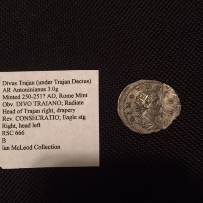 Divus Trajan (under Trajan Decius)
AR Antoninianus 3.0g
Minted 250-251? AD, Rome Mint
Obv. DIVO TRAIANO; Radiate
Head of Trajan right, drapery
Rev. CONSECRATIO; Eagle stg
Right, head left
RSC 666
B
Ian McLeod Collection